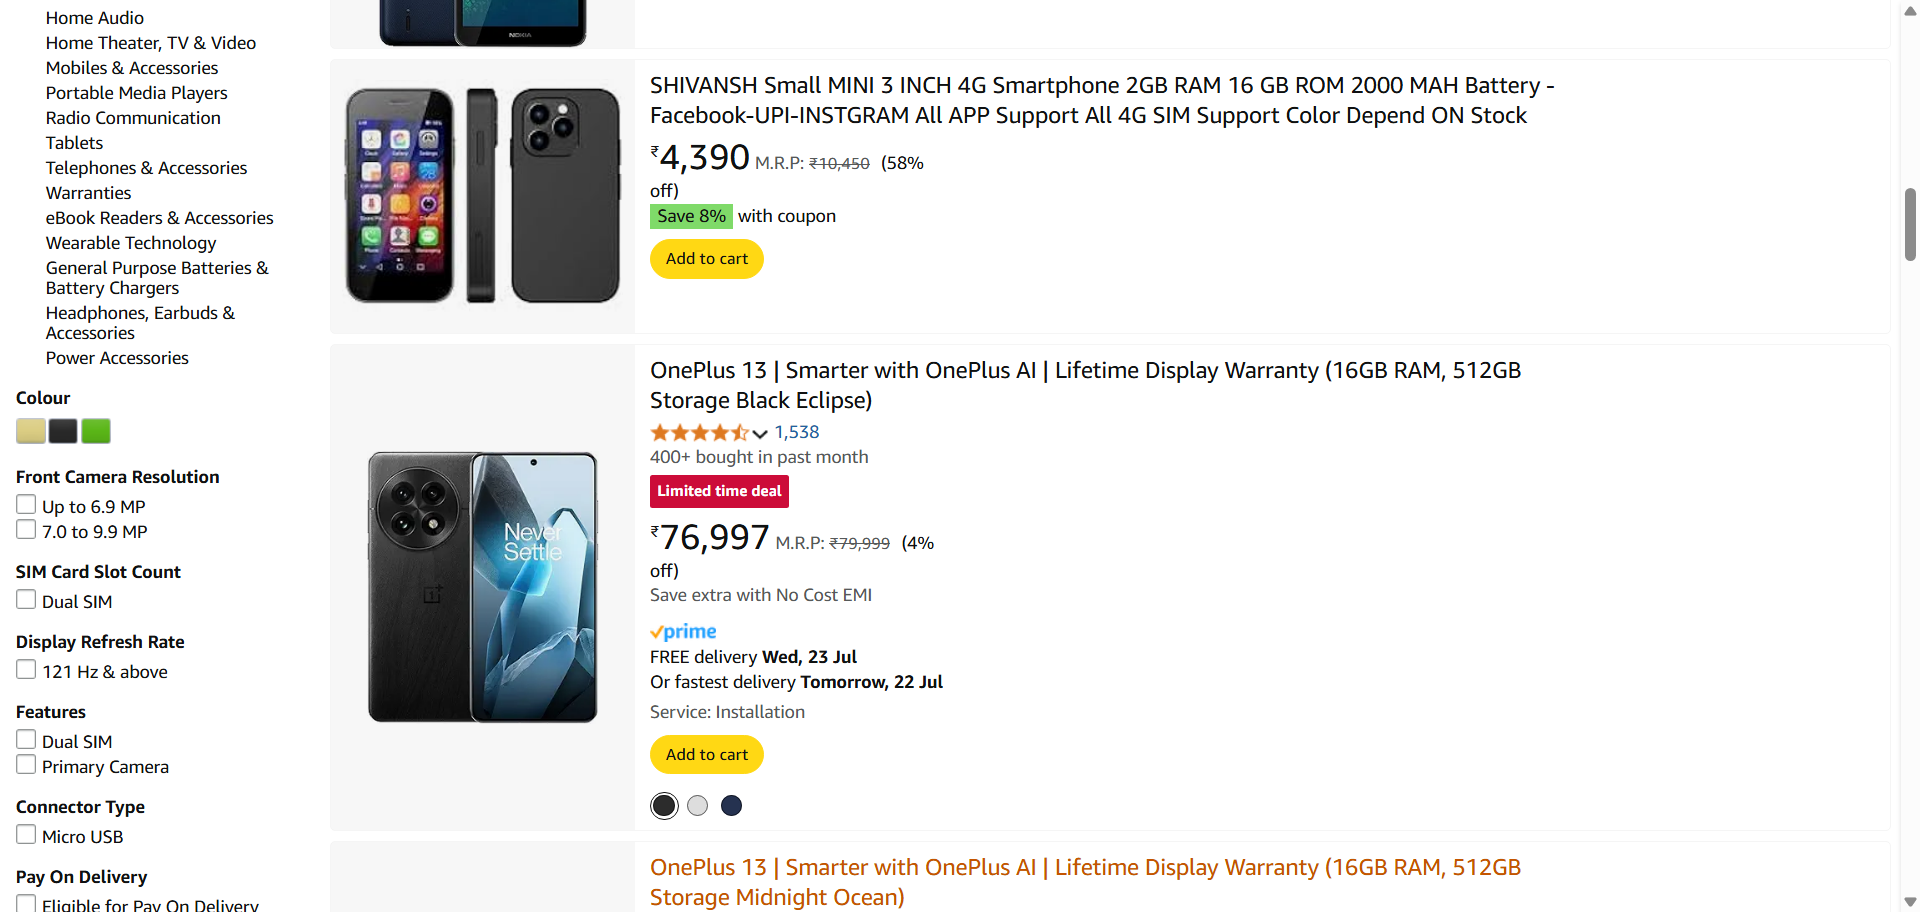 Home Audio
Home Theater, TV & Video
Mobiles & Accessories
Portable Media Players
Radio Communication
Tablets
Telephones & Accessories
Warranties
eBook Readers & Accessories
Wearable Technology
General Purpose Batteries &
Battery Chargers
Headphones, Earbuds &
Accessories
Power Accessories
Colour
Front Camera Resolution
Up to 6.9 MP
7.0 to 9.9 MP
SIM Card Slot Count
Dual SIM
Display Refresh Rate
121 Hz & above
Features
Dual SIM
Primary Camera
Connector Type
Micro USB
Pay On Delivery
Eligible for Pay On Delivery
NOKIA
SHIVANSH Small MINI 3 INCH 4G Smartphone 2GB RAM 16 GB ROM 2000 MAH Battery -
Facebook-UPI-INSTGRAM All APP Support All 4G SIM Support Color Depend ON Stock
₹4,390 M.R.P: ₹10,450 (58%
off)
Save 8% with coupon
Add to cart
Never
Settle
OnePlus 13 | Smarter with OnePlus AI | Lifetime Display Warranty (16GB RAM, 512GB
Storage Black Eclipse)
1,538
400+ bought in past month
Limited time deal
₹76,997 M.R.P: ₹79,999 (4%
off)
Save extra with No Cost EMI
prime
FREE delivery Wed, 23 Jul
Or fastest delivery Tomorrow, 22 Jul
Service: Installation
Add to cart
OnePlus 13 | Smarter with OnePlus AI | Lifetime Display Warranty (16GB RAM, 512GB
Storage Midnight Ocean)